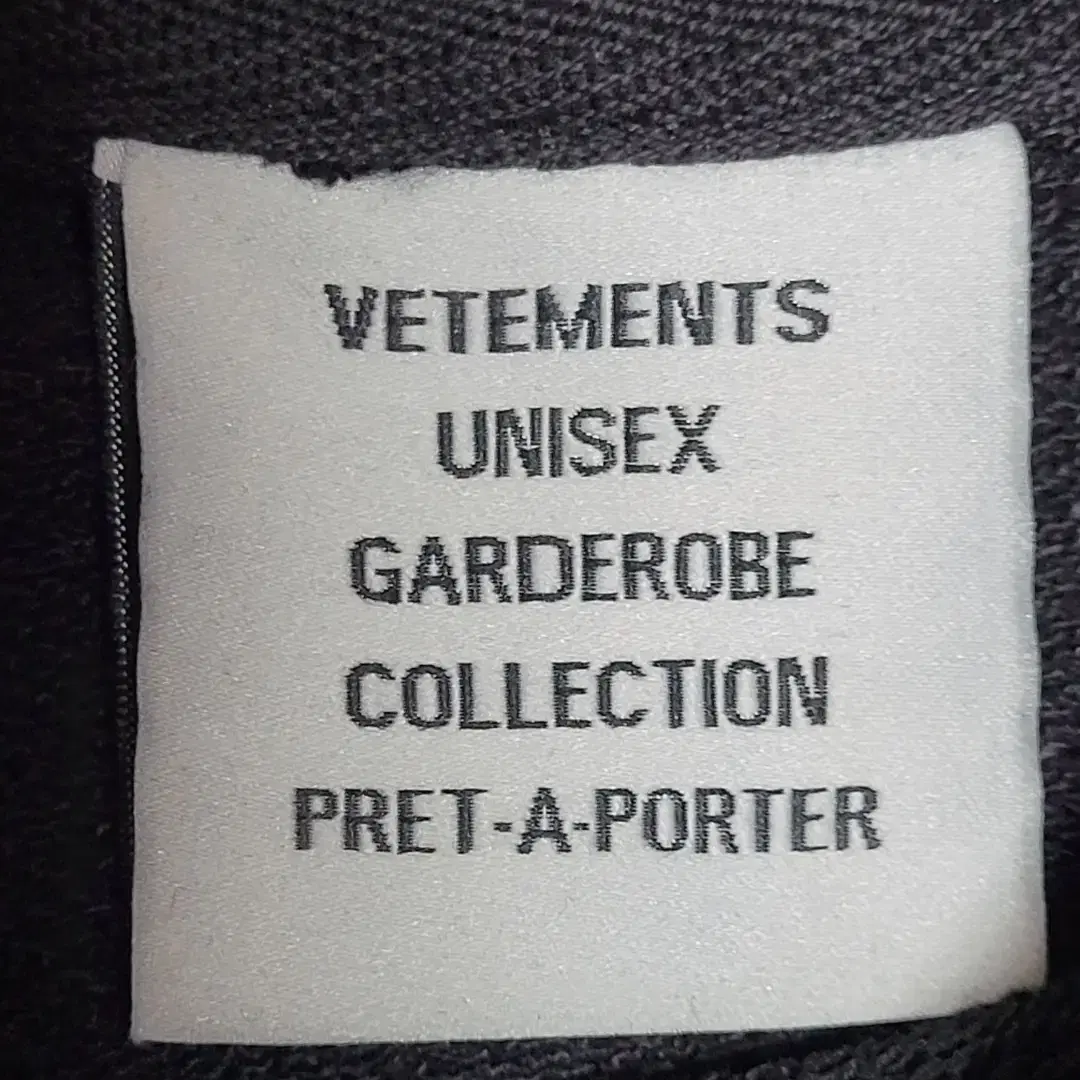 VETEMENTS
UNISEX
GARDEROBE
COLLECTION
PRET-A-PORTER